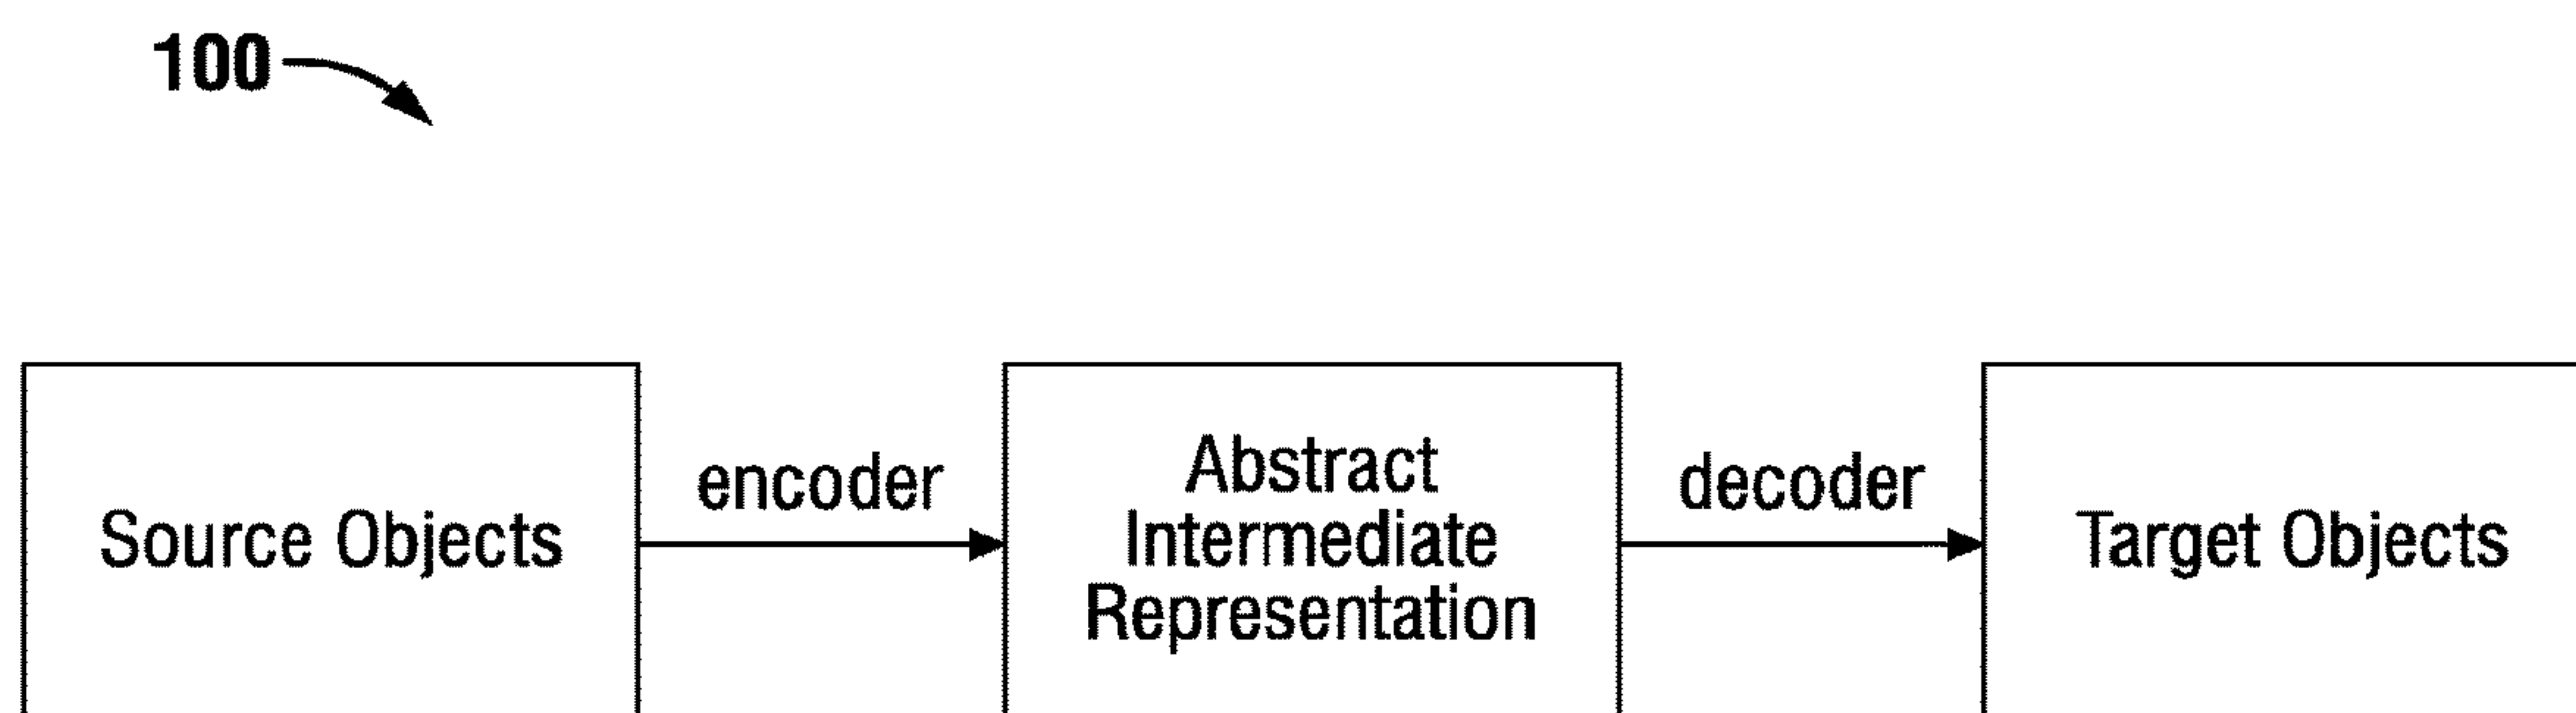 100
Source Objects
encoder
Abstract
Intermediate
Representation
decoder
Target Objects